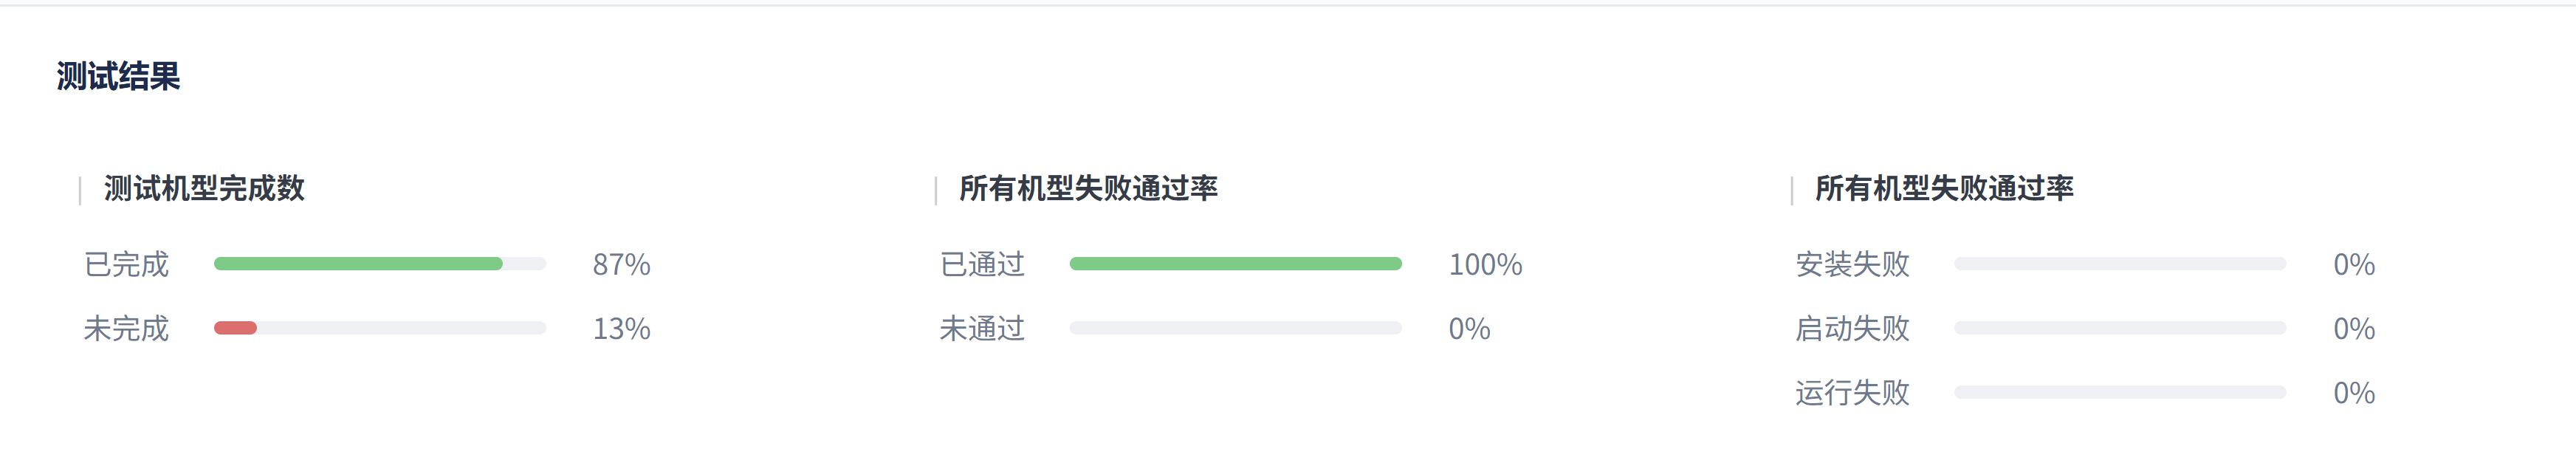 测试结果
测试机型完成数
已完成 87%
未完成 13%
所有机型失败通过率
已通过 100%
未通过 0%
所有机型失败通过率
安装失败 0%
启动失败 0%
运行失败 0%